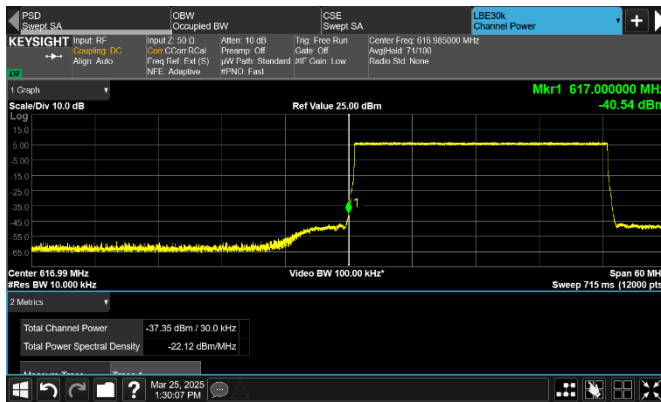 PSD
Swept SA
OBW
Occupied BW
CSE
Swept SA
LBE30k
Channel Power
KEYSIGHT
Input: RF
Coupling: DC
Align: Auto
Input Z: 50 Ω
Corr CCorr RCal
Freq Ref: Ext (S)
NFE: Adaptive
Atten: 10 dB
Preamp: Off
µW Path: Standard
#PNO: Fast
Trig: Free Run
Gate: Off
#IF Gain: Low
Center Freq: 616.985000 MHz
Avg|Hold: 71/100
Radio Std: None
1 Graph
Mkr1 617.000000 MHz
Scale/Div 10.0 dB
Ref Value 25.00 dBm
-40.54 dBm
Log
15.0
5.00
-5.00
-15.0
-25.0
-35.0
-45.0
-55.0
-65.0
1
Center 616.99 MHz
Video BW 100.00 kHz*
Span 60 MH
#Res BW 10.000 kHz
Sweep 715 ms (12000 pts
2 Metrics
Total Channel Power -37.35 dBm / 30.0 kHz
Total Power Spectral Density -22.12 dBm/MHz
Mar 25, 2025
1:30:07 PM